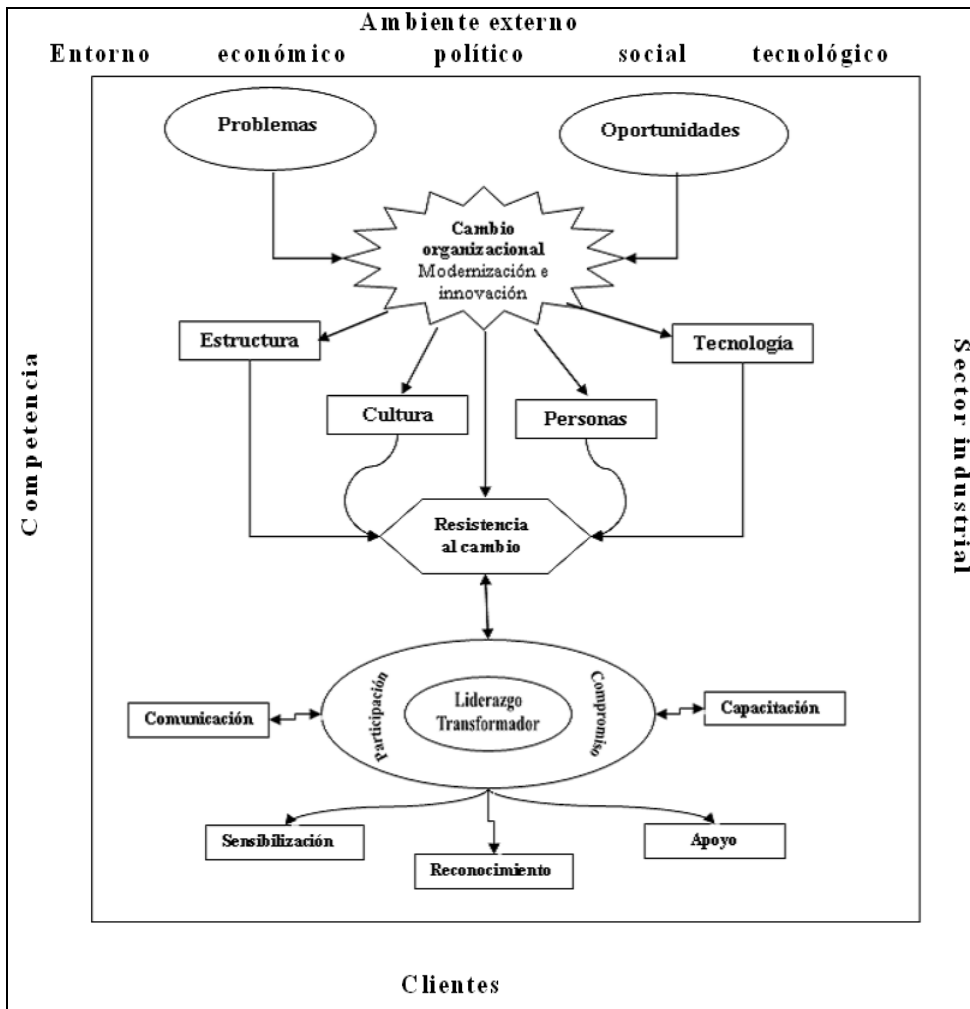 Ambiente externo
Entorno económico político social tecnológico
Problemas
Oportunidades
Cambio
organizacional
Modernización e
innovación
Estructura
Tecnología
Cultura
Personas
Competencia
Sector industrial
Resistencia
al cambio
Participación
Liderazgo
Transformador
Compromiso
Comunicación
Capacitación
Sensibilización
Reconocimiento
Apoyo
Clientes